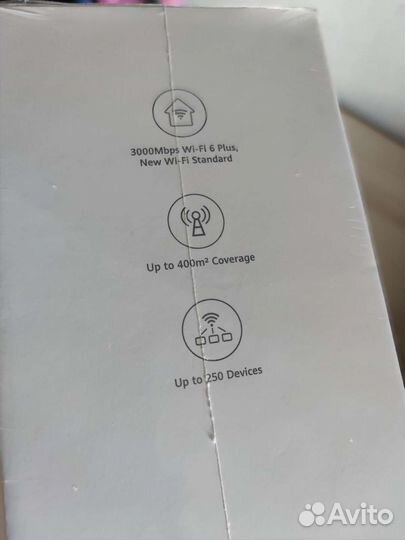 3000Mbps Wi-Fi 6 Plus,
New Wi-Fi Standard
Up to 400m² Coverage
Up to 250 Devices
Avito